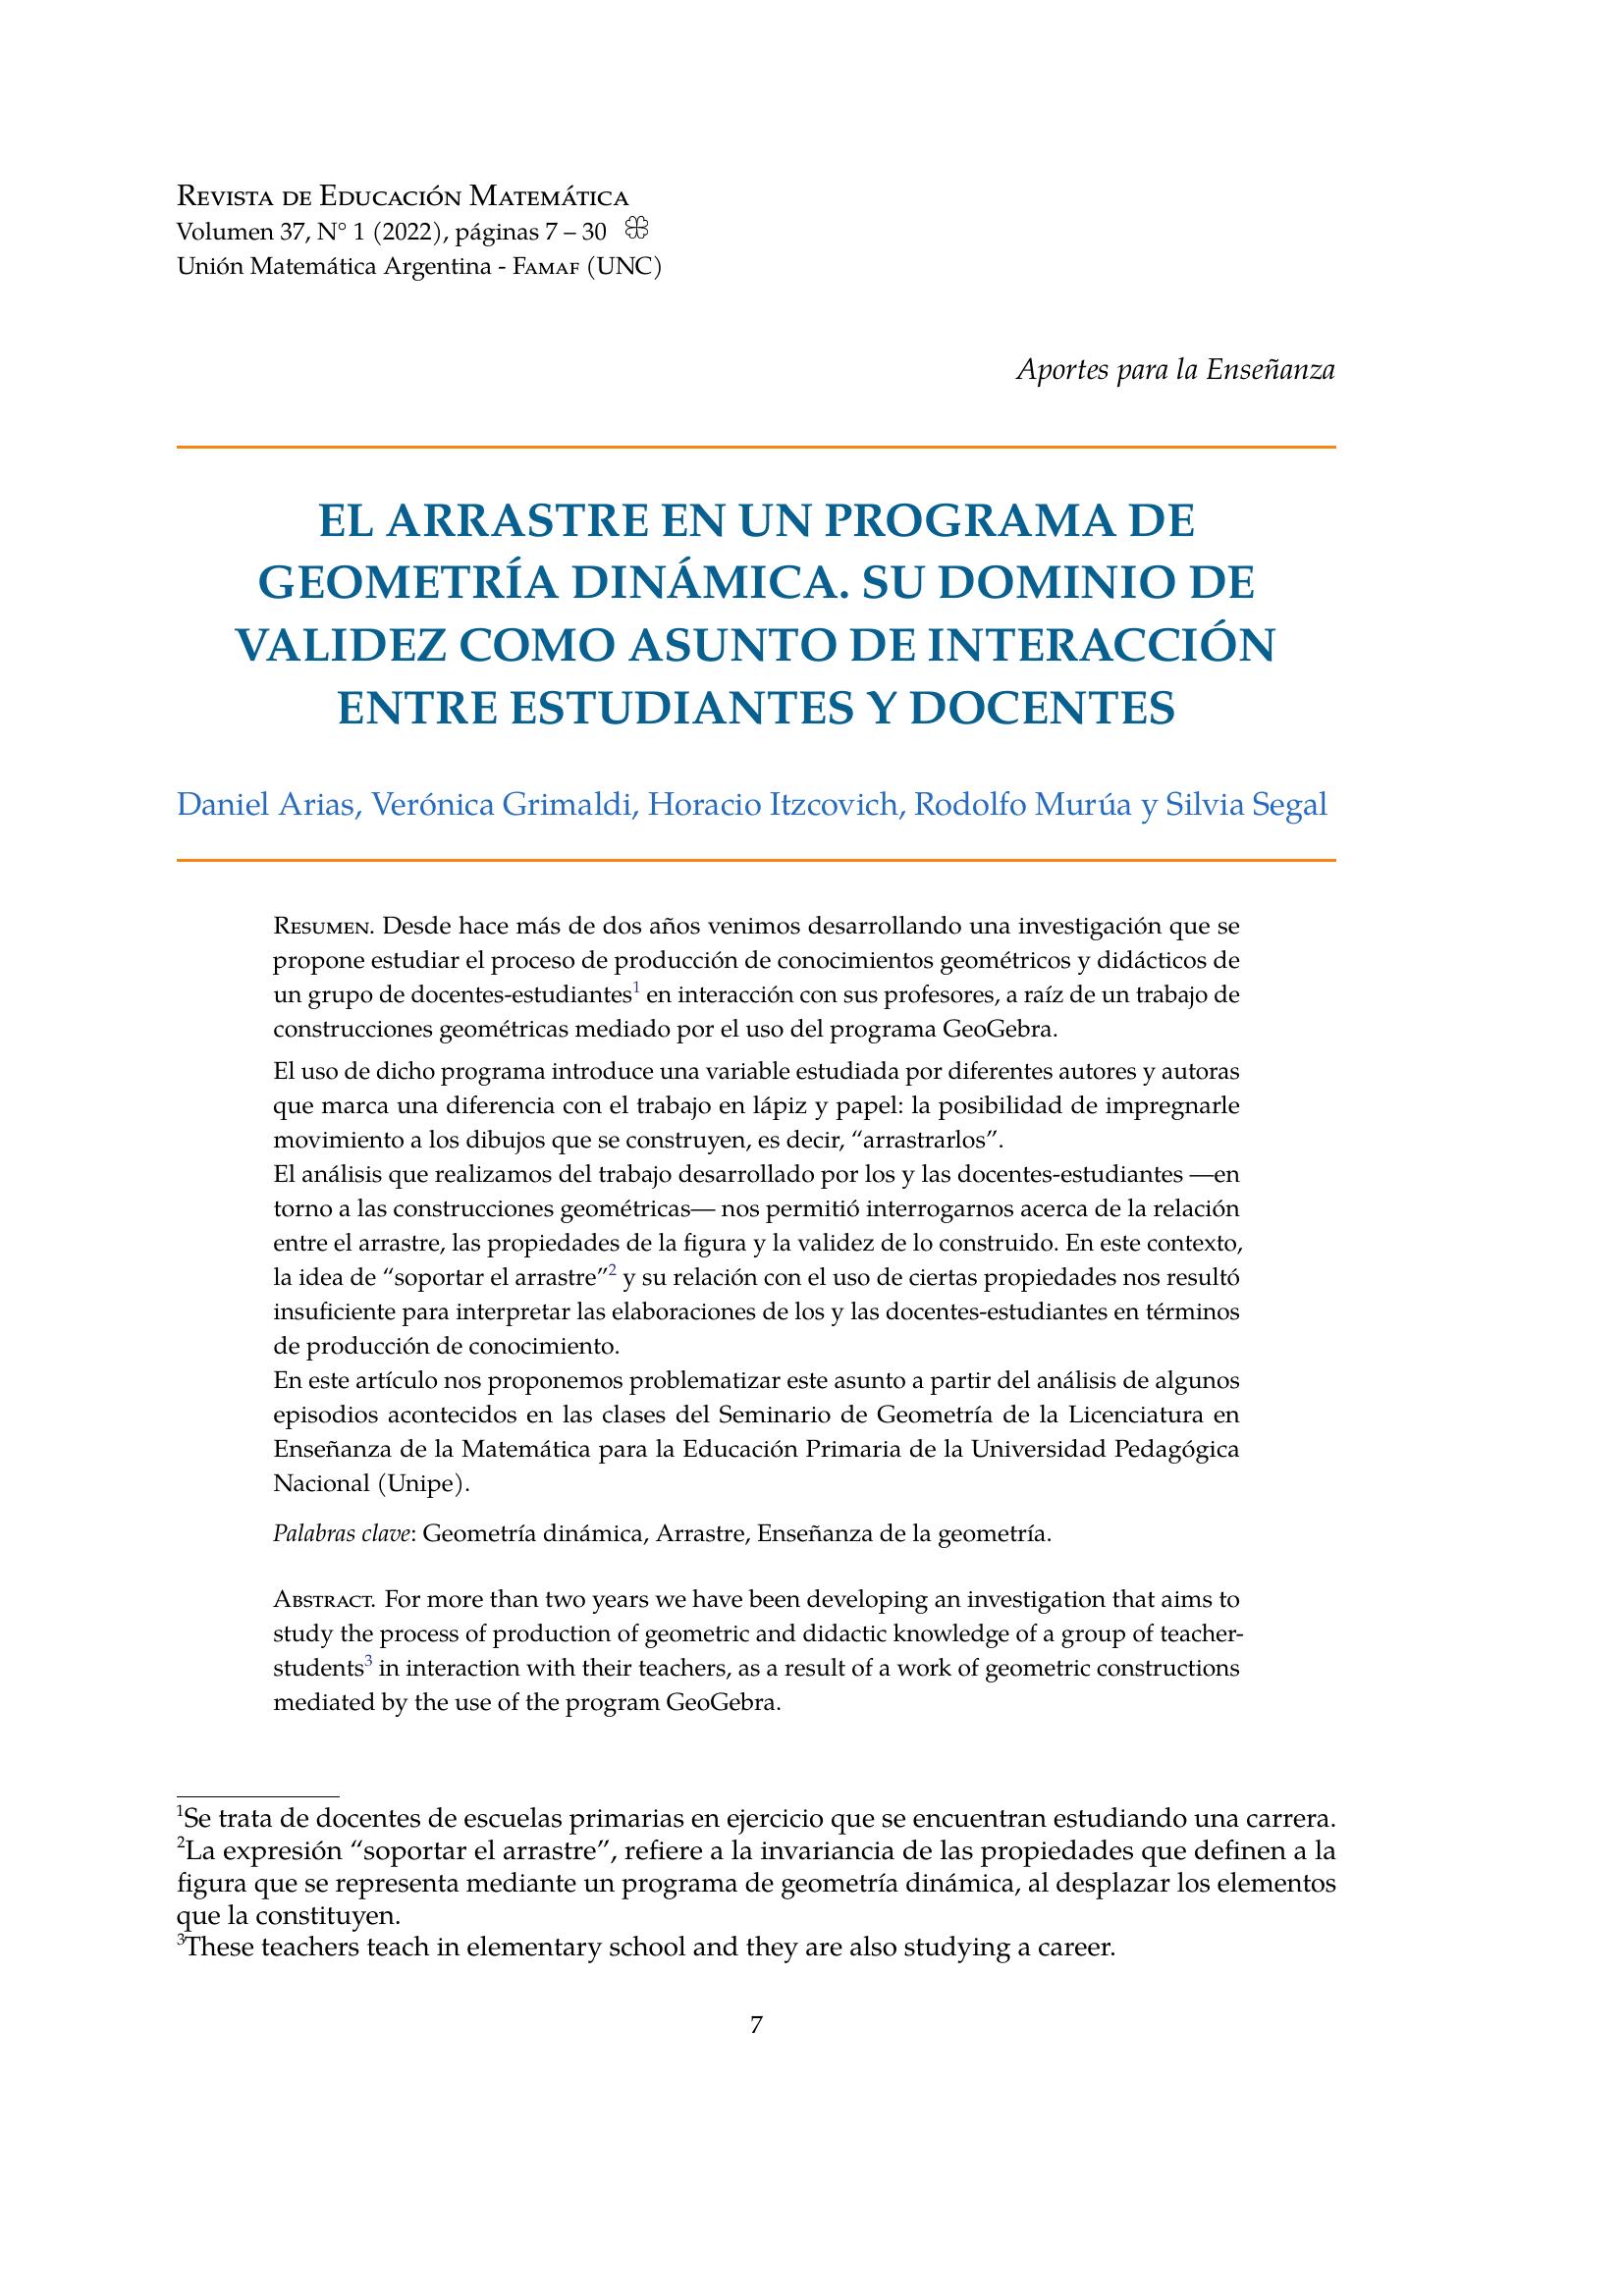 Revista de Educación Matemática
Volumen 37, N° 1 (2022), páginas 7 – 30
Unión Matemática Argentina - Famaf (UNC)
Aportes para la Enseñanza
EL ARRASTRE EN UN PROGRAMA DE
GEOMETRÍA DINÁMICA. SU DOMINIO DE
VALIDEZ COMO ASUNTO DE INTERACCIÓN
ENTRE ESTUDIANTES Y DOCENTES
Daniel Arias, Verónica Grimaldi, Horacio Itzcovich, Rodolfo Murúa y Silvia Segal
Resumen. Desde hace más de dos años venimos desarrollando una investigación que se
propone estudiar el proceso de producción de conocimientos geométricos y didácticos de
un grupo de docentes-estudiantes1 en interacción con sus profesores, a raíz de un trabajo de
construcciones geométricas mediado por el uso del programa GeoGebra.
El uso de dicho programa introduce una variable estudiada por diferentes autores y autoras
que marca una diferencia con el trabajo en lápiz y papel: la posibilidad de impregnarle
movimiento a los dibujos que se construyen, es decir, “arrastrarlos”.
El análisis que realizamos del trabajo desarrollado por los y las docentes-estudiantes —en
torno a las construcciones geométricas— nos permitió interrogarnos acerca de la relación
entre el arrastre, las propiedades de la figura y la validez de lo construido. En este contexto,
la idea de “soportar el arrastre”2 y su relación con el uso de ciertas propiedades nos resultó
insuficiente para interpretar las elaboraciones de los y las docentes-estudiantes en términos
de producción de conocimiento.
En este artículo nos proponemos problematizar este asunto a partir del análisis de algunos
episodios acontecidos en las clases del Seminario de Geometría de la Licenciatura en
Enseñanza de la Matemática para la Educación Primaria de la Universidad Pedagógica
Nacional (Unipe).
Palabras clave: Geometría dinámica, Arrastre, Enseñanza de la geometría.
Abstract. For more than two years we have been developing an investigation that aims to
study the process of production of geometric and didactic knowledge of a group of teacher-
students3 in interaction with their teachers, as a result of a work of geometric constructions
mediated by the use of the program GeoGebra.
1Se trata de docentes de escuelas primarias en ejercicio que se encuentran estudiando una carrera.
2La expresión “soportar el arrastre”, refiere a la invariancia de las propiedades que definen a la
figura que se representa mediante un programa de geometría dinámica, al desplazar los elementos
que la constituyen.
3These teachers teach in elementary school and they are also studying a career.
7